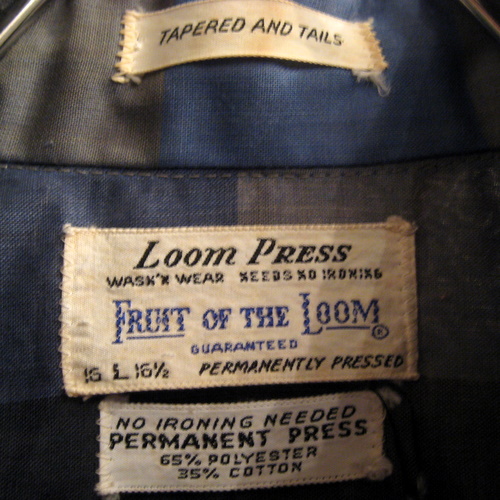 TAPERED AND TAILS
LOOM PRESS
WASH'N WEAR NEEDS NO IRONING
FRUIT OF THE LOOM ®
GUARANTEED
16 L 16½ PERMANENTLY PRESSED
NO IRONING NEEDED
PERMANENT PRESS
65% POLYESTER
35% COTTON